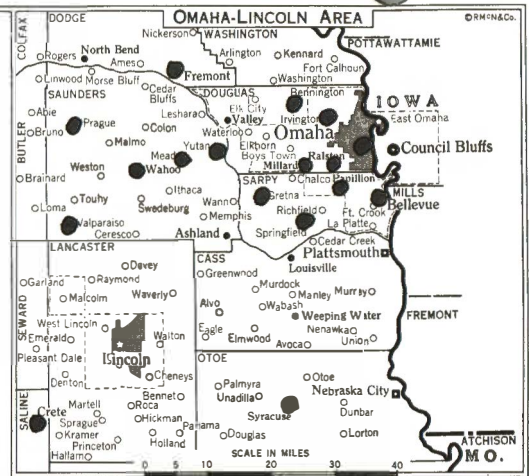 OMAHA-LINCOLN AREA
©RMcN&Co.
COLFAX
DODGE
Nickerson
WASHINGTON
POTTAWATTAMIE
Rogers
North Bend
Ames
Arlington
Kennard
Fort Calhoun
Linwood
Morse Bluff
Fremont
Washington
SAUNDERS
Cedar
Bluffs
DOUGLAS
Bennington
IOWA
Elk City
Abie
Prague
Leshara
Valley
Irvington
East Omaha
BUTLER
Bruno
Colon
Waterloo
Omaha
Malmo
Yutan
Elkhorn
Council Bluffs
Weston
Mead
Boys Town
Ralston
Brainard
Wahoo
Millard
SARPY
Chalco
Papillion
MILLS
Touhy
Ithaca
Gretna
Bellevue
Loma
Swedeburg
Wann
Richfield
Ft. Crook
Valparaiso
Memphis
La Platte
Ceresco
Ashland
Springfield
LANCASTER
Cedar Creek
Plattsmouth
CASS
Louisville
Davey
Greenwood
Garland
Raymond
Murdock
Malcolm
Waverly
Manley
Murray
FREMONT
SEWARD
Alvo
Wabash
Weeping Water
West Lincoln
Emerald
Walton
Eagle
Elmwood
Nenawka
Pleasant Dale
Lincoln
Avoca
Union
OTOE
Denton
Cheneys
Palmyra
Otoe
Nebraska City
SALINE
Bennet
Unadilla
Martell
Roca
Syracuse
Dunbar
Crete
Sprague
Hickman
Panama
Kramer
Holland
Douglas
Lorton
Princeton
ATCHISON
Hallam
SCALE IN MILES
MO.
0 5 10 20 30 40